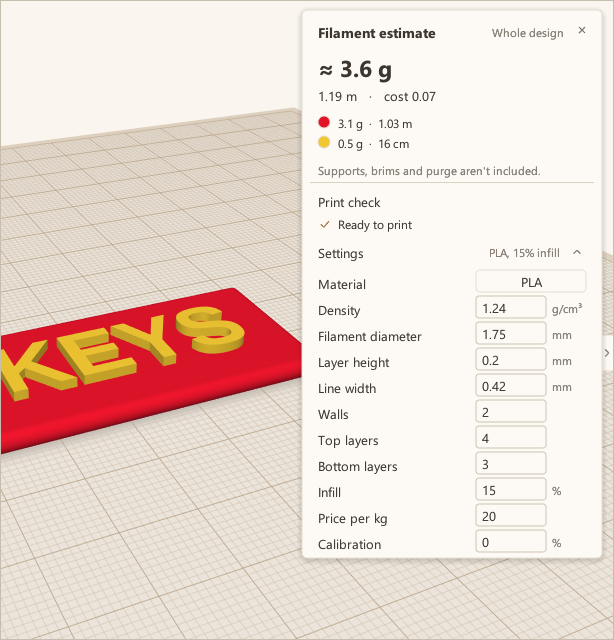 Filament estimate Whole design ×
≈ 3.6 g
1.19 m · cost 0.07
3.1 g · 1.03 m
0.5 g · 16 cm
Supports, brims and purge aren't included.
Print check
Ready to print
Settings PLA, 15% infill
Material PLA
Density 1.24 g/cm³
Filament diameter 1.75 mm
Layer height 0.2 mm
Line width 0.42 mm
Walls 2
Top layers 4
Bottom layers 3
Infill 15 %
Price per kg 20
Calibration 0 %
KEYS